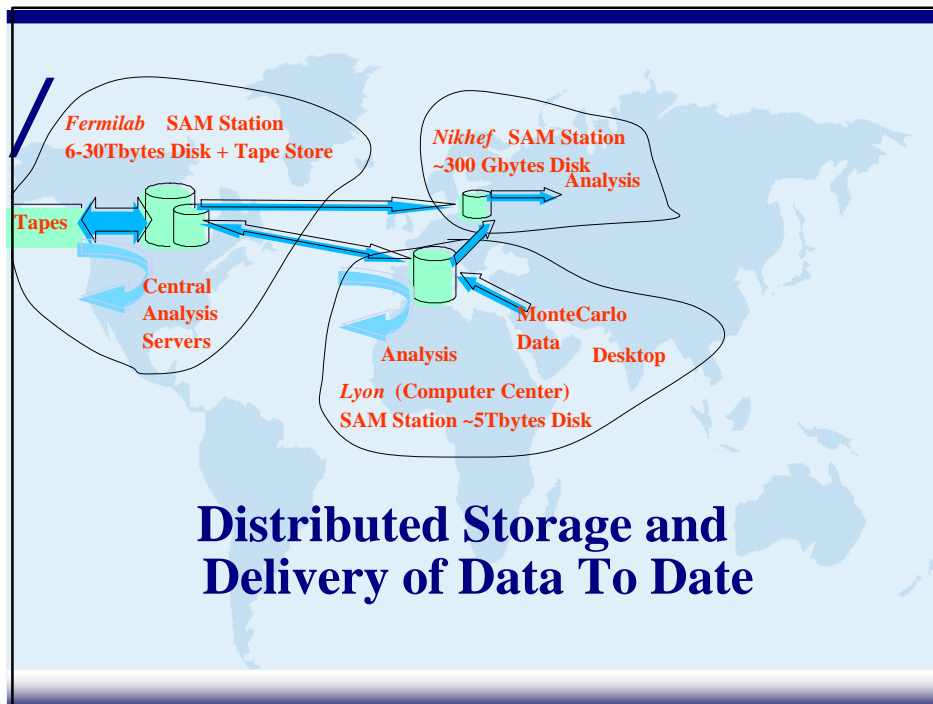 Fermilab SAM Station
6-30Tbytes Disk + Tape Store
Nikhef SAM Station
~300 Gbytes Disk
Analysis
Tapes
Central
Analysis
Servers
MonteCarlo
Data
Desktop
Analysis
Lyon (Computer Center)
SAM Station ~5Tbytes Disk
Distributed Storage and
Delivery of Data To Date